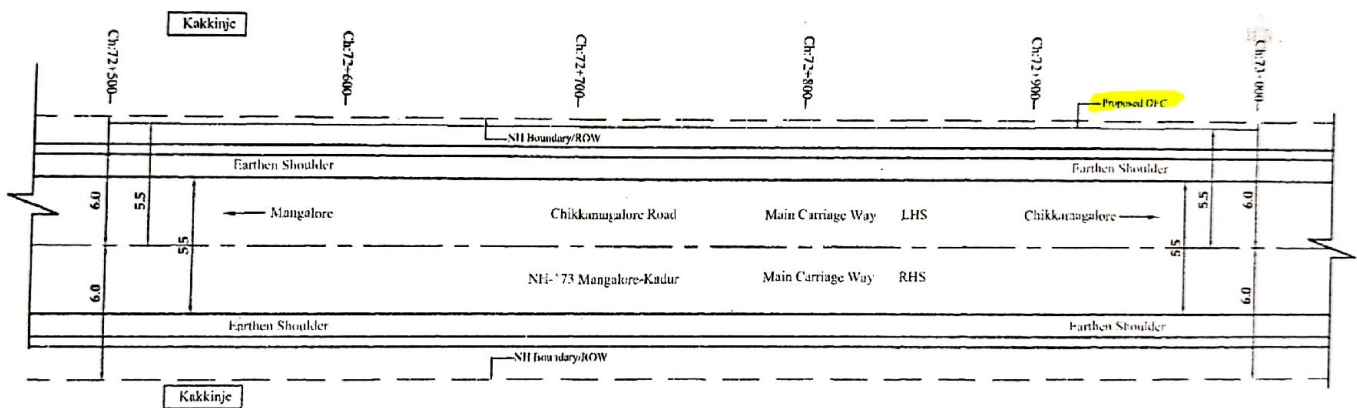 Kakkinje
Ch:72+500
Ch:72+600
Ch:72+700
Ch:72+800
Ch:72+900
Ch:73+000
Proposed OFC
NH Boundary/ROW
Earthen Shoulder
Earthen Shoulder
6.0
5.5
5.5
6.0
Mangalore
Chikkamagalore Road
Main Carriage Way LHS
Chikkamagalore
5.5
5.5
NH-'73 Mangalore-Kadur
Main Carriage Way RHS
6.0
6.0
Earthen Shoulder
Earthen Shoulder
NH Boundary/ROW
Kakkinje